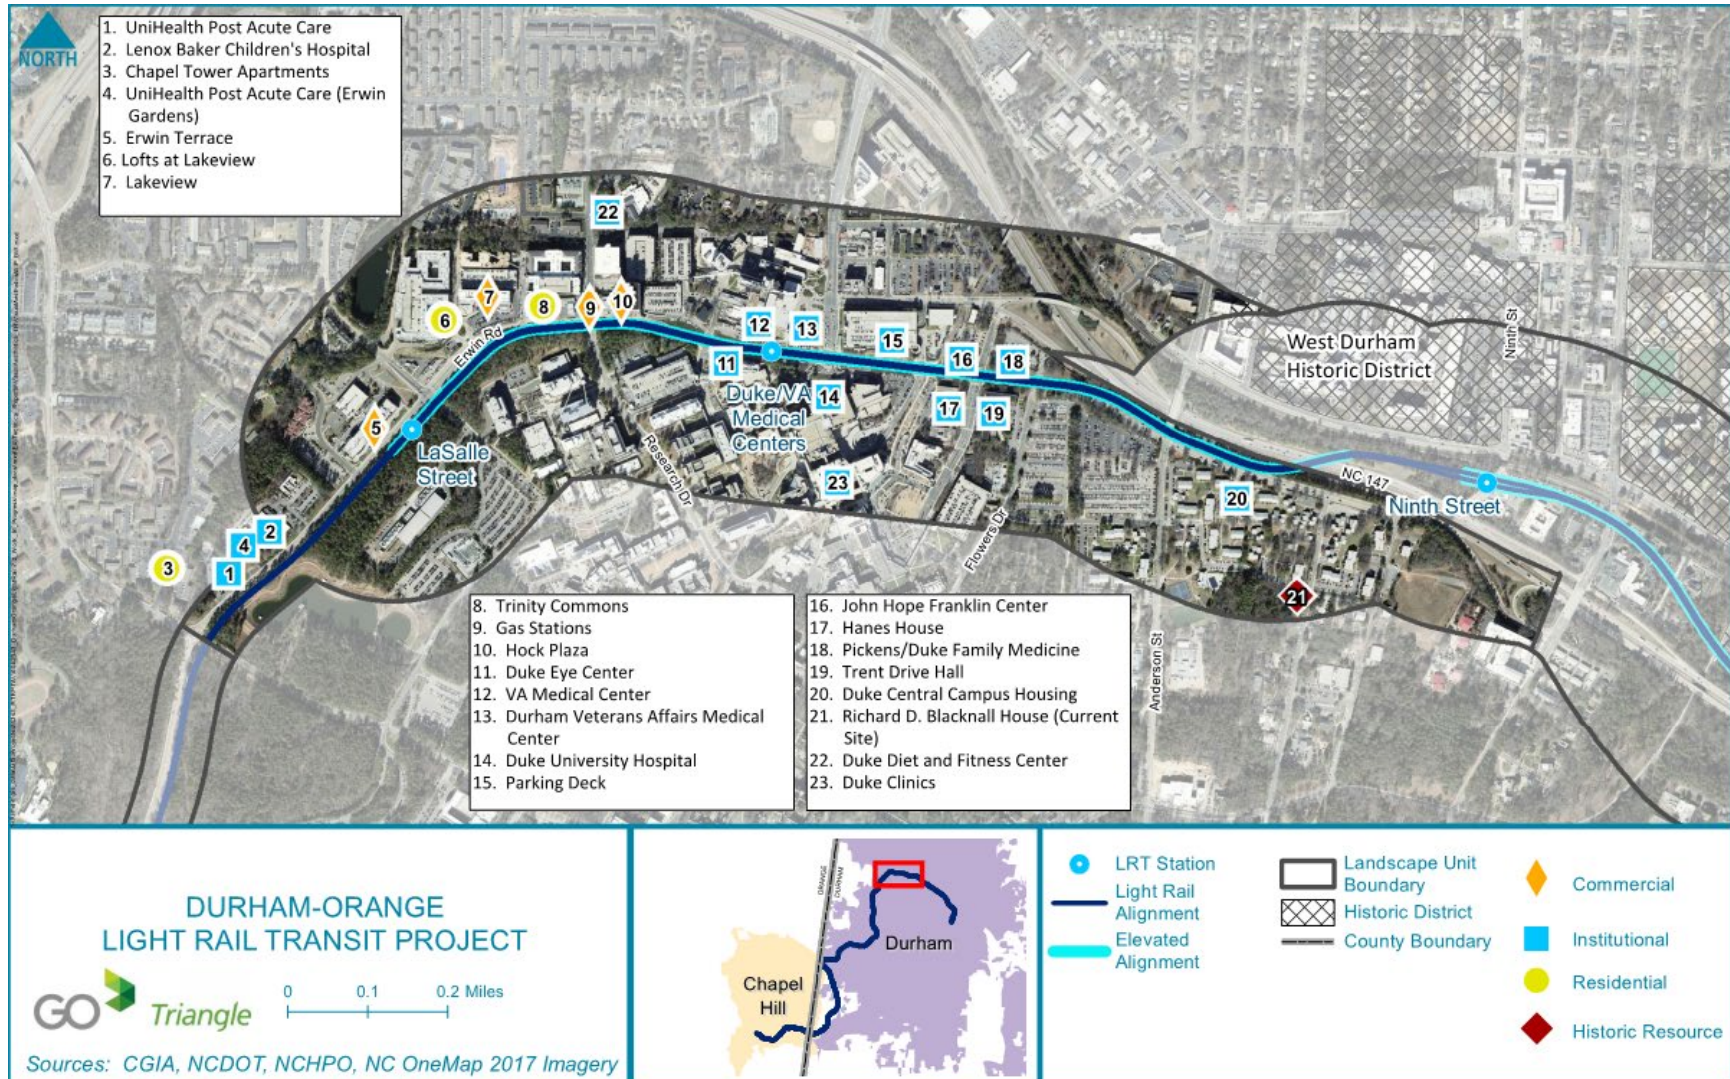 NORTH
1. UniHealth Post Acute Care
2. Lenox Baker Children's Hospital
3. Chapel Tower Apartments
4. UniHealth Post Acute Care (Erwin
Gardens)
5. Erwin Terrace
6. Lofts at Lakeview
7. Lakeview
22
7
8
9
10
6
Erwin Rd
12
13
11
15
16
18
Duke/VA
Medical
Centers
14
17
19
5
LaSalle
Street
Research Dr
23
West Durham
Historic District
Ninth St
NC 147
Ninth Street
20
2
4
3
1
Flowers Dr
21
Anderson St
8. Trinity Commons
9. Gas Stations
10. Hock Plaza
11. Duke Eye Center
12. VA Medical Center
13. Durham Veterans Affairs Medical
Center
14. Duke University Hospital
15. Parking Deck
16. John Hope Franklin Center
17. Hanes House
18. Pickens/Duke Family Medicine
19. Trent Drive Hall
20. Duke Central Campus Housing
21. Richard D. Blacknall House (Current
Site)
22. Duke Diet and Fitness Center
23. Duke Clinics
DURHAM-ORANGE
LIGHT RAIL TRANSIT PROJECT
GO Triangle
0 0.1 0.2 Miles
Sources: CGIA, NCDOT, NCHPO, NC OneMap 2017 Imagery
ORANGE
DURHAM
Durham
Chapel
Hill
LRT Station
Light Rail
Alignment
Elevated
Alignment
Landscape Unit
Boundary
Historic District
County Boundary
Commercial
Institutional
Residential
Historic Resource